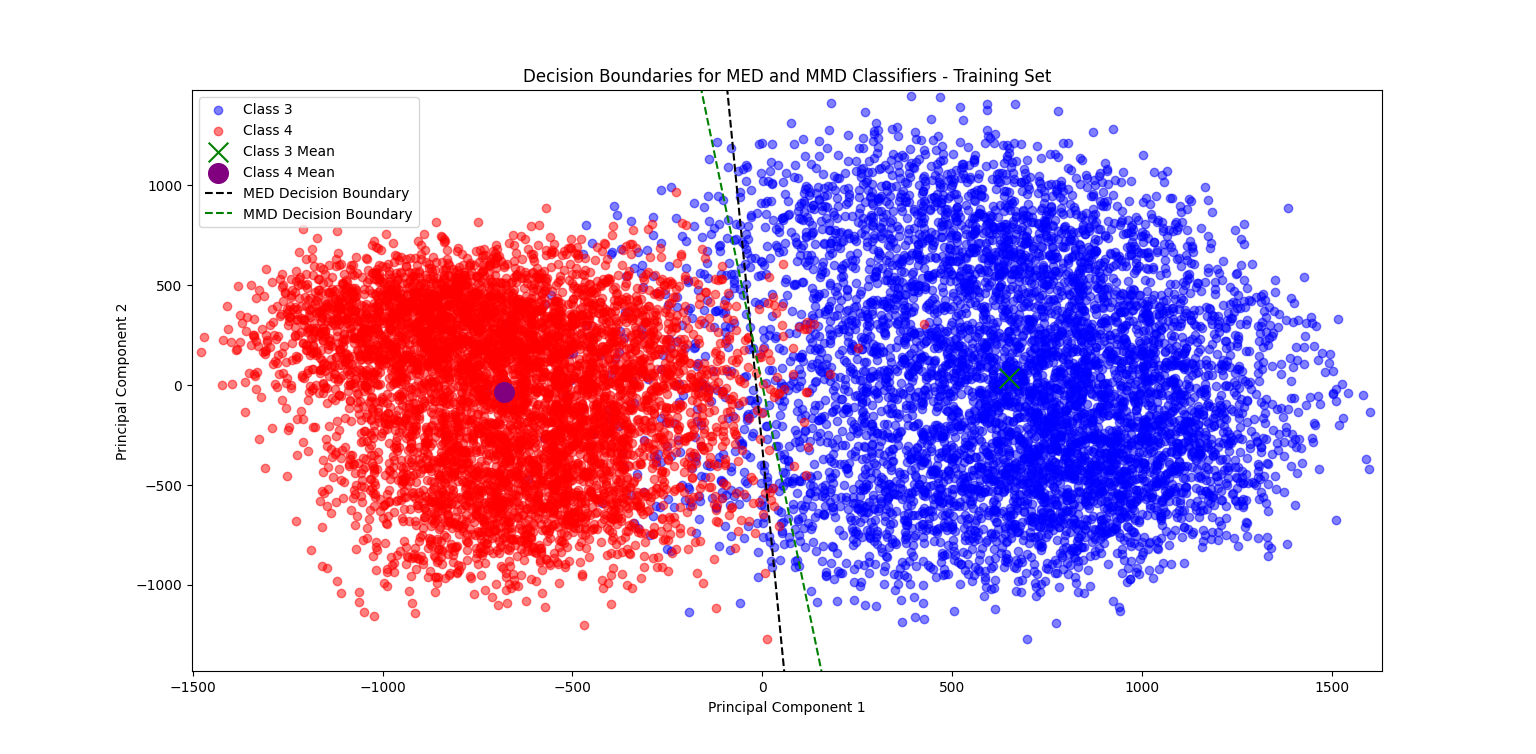 Decision Boundaries for MED and MMD Classifiers - Training Set
Class 3
Class 4
Class 3 Mean
Class 4 Mean
MED Decision Boundary
MMD Decision Boundary
Principal Component 2
1000
500
0
−500
−1000
−1500
−1000
−500
0
500
1000
1500
Principal Component 1